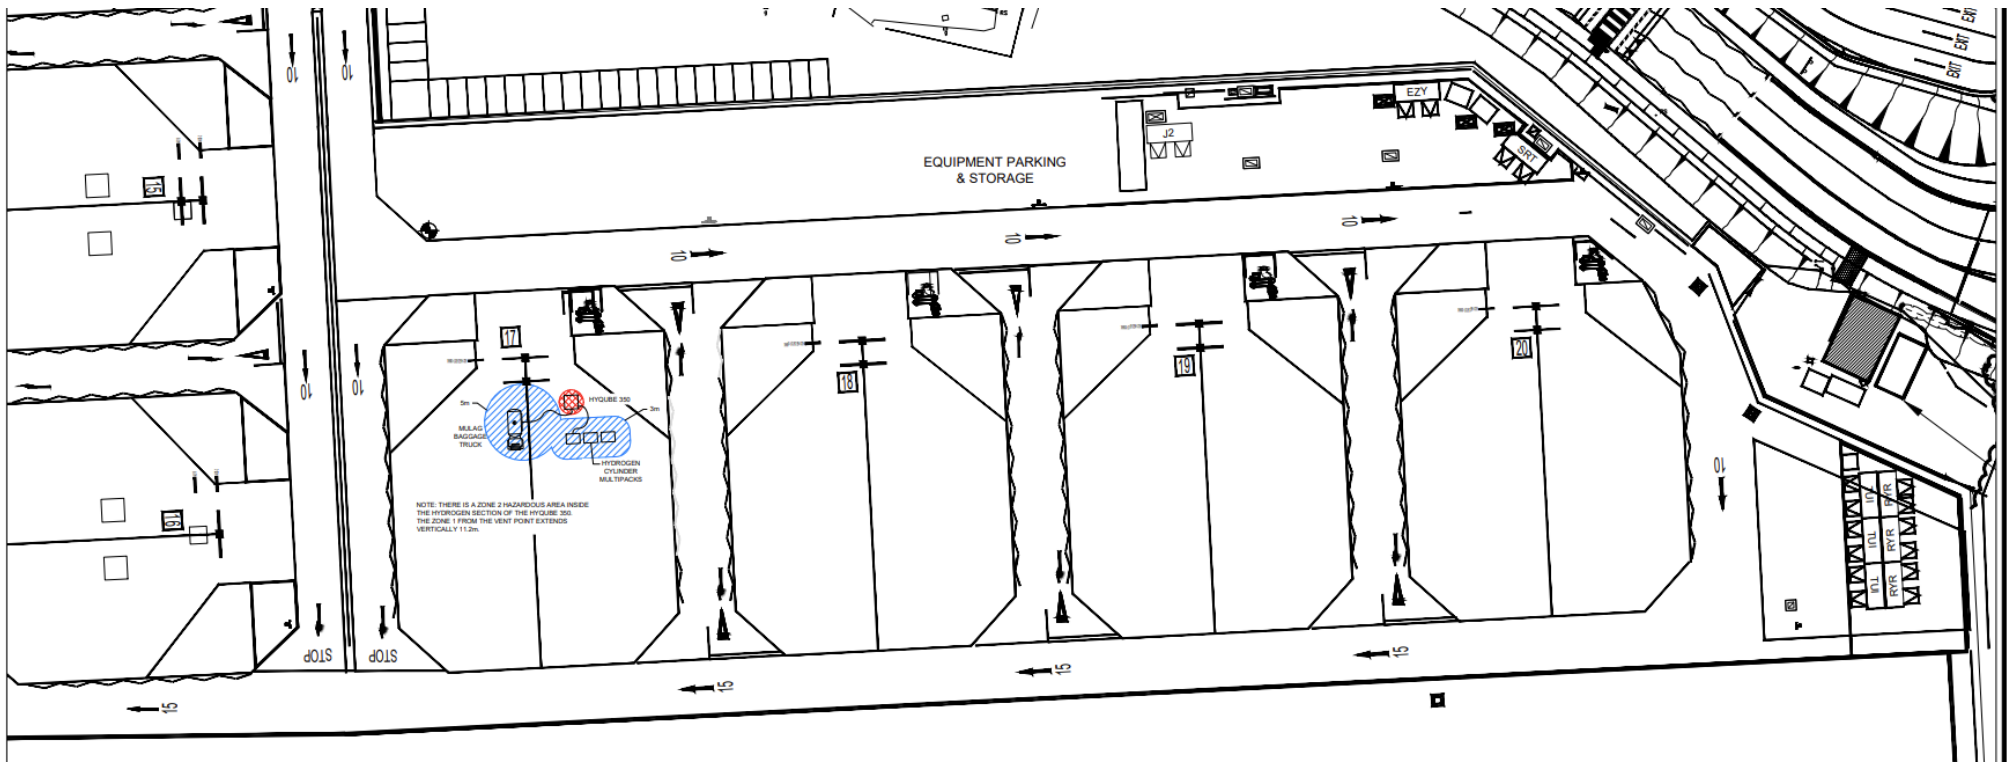 EXIT
EXIT
EXIT
10
10
EZY
J2
SRT
EQUIPMENT PARKING
& STORAGE
15
10
10
10
17
18
19
20
10
10
5m
HYQUBE 350
3m
MULAG
BAGGAGE
TRUCK
HYDROGEN
CYLINDER
MULTIPACKS
NOTE: THERE IS A ZONE 2 HAZARDOUS AREA INSIDE
THE HYDROGEN SECTION OF THE HYQUBE 350.
THE ZONE 1 FROM THE VENT POINT EXTENDS
VERTICALLY 11.2m.
10
16
TUI
RYR
TUI
RYR
TUI
RYR
STOP
STOP
15
15
15
15